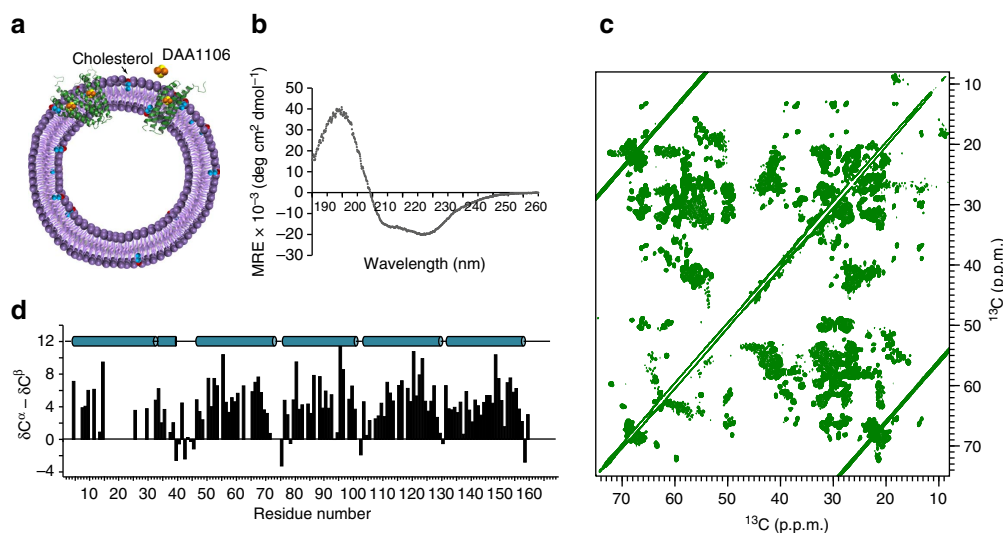 a
Cholesterol
DAA1106
b
MRE × 10⁻³ (deg cm² dmol⁻¹)
50
40
30
20
10
0
−10
−20
−30
190 200 210 220 230 240 250 260
Wavelength (nm)
c
10
20
30
40
50
60
70
¹³C (p.p.m.)
70 60 50 40 30 20 10
¹³C (p.p.m.)
d
δCᵅ – δCᵝ
12
8
4
0
−4
10 20 30 40 50 60 70 80 90 100 110 120 130 140 150 160
Residue number